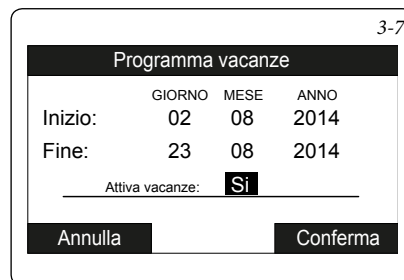 3-7
Programma vacanze
GIORNO MESE ANNO
Inizio: 02 08 2014
Fine: 23 08 2014
Attiva vacanze: Si
Annulla Conferma